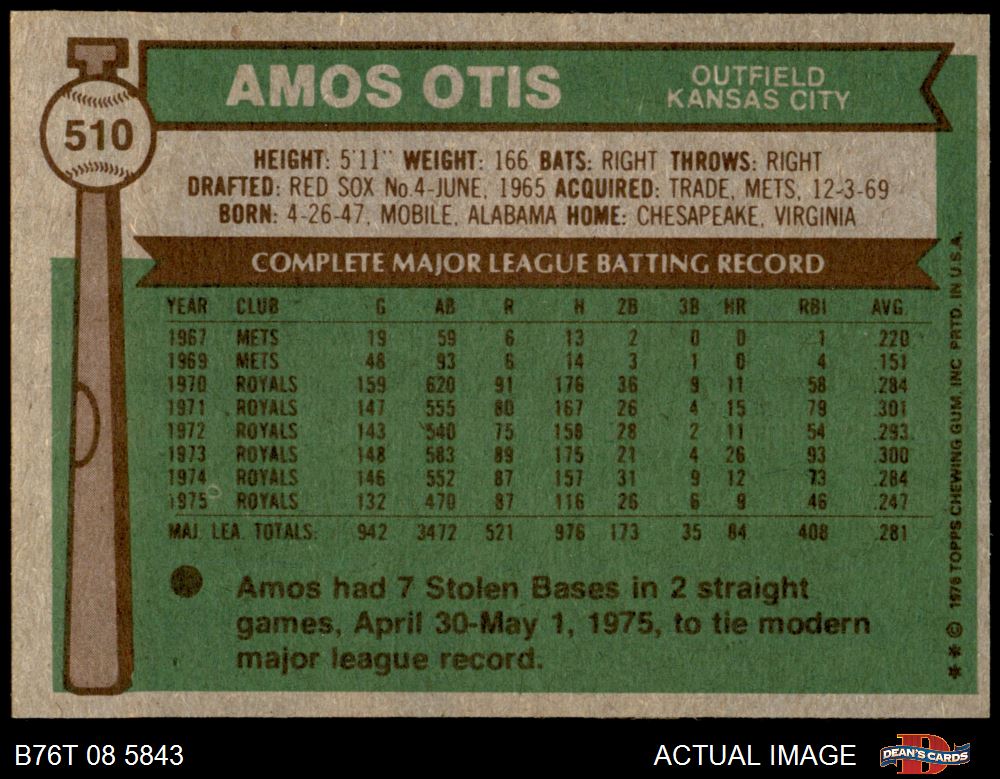 AMOS OTIS
OUTFIELD
KANSAS CITY
510
HEIGHT: 5'11" WEIGHT: 166 BATS: RIGHT THROWS: RIGHT
DRAFTED: RED SOX No.4-JUNE, 1965 ACQUIRED: TRADE, METS, 12-3-69
BORN: 4-26-47, MOBILE, ALABAMA HOME: CHESAPEAKE, VIRGINIA
COMPLETE MAJOR LEAGUE BATTING RECORD
YEAR CLUB G AB R H 2B 3B HR RBI AVG.
1967 METS 19 59 6 13 2 0 0 1 .220
1969 METS 48 93 6 14 3 1 0 4 .151
1970 ROYALS 159 620 91 176 36 9 11 58 .284
1971 ROYALS 147 555 80 167 26 4 15 79 .301
1972 ROYALS 143 540 75 158 28 2 11 54 .293
1973 ROYALS 148 583 89 175 21 4 26 93 .300
1974 ROYALS 146 552 87 157 31 9 12 73 .284
1975 ROYALS 132 470 87 116 26 6 9 46 .247
MAJ. LEA. TOTALS: 942 3472 521 976 173 35 84 408 .281
Amos had 7 Stolen Bases in 2 straight
games, April 30-May 1, 1975, to tie modern
major league record.
** © 1976 TOPPS CHEWING GUM, INC. PRTD. IN U.S.A.
B76T 08 5843
ACTUAL IMAGE
DEAN'S CARDS